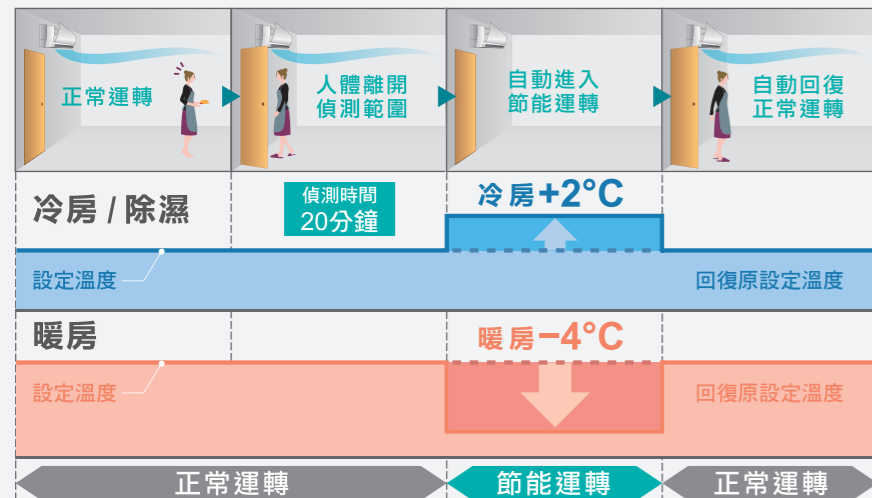 正常運轉
人體離開
偵測範圍
自動進入
節能運轉
自動回復
正常運轉
冷房 / 除濕
偵測時間
20分鐘
冷房+2°C
設定溫度
回復原設定溫度
暖房
暖房−4°C
設定溫度
回復原設定溫度
正常運轉
節能運轉
正常運轉